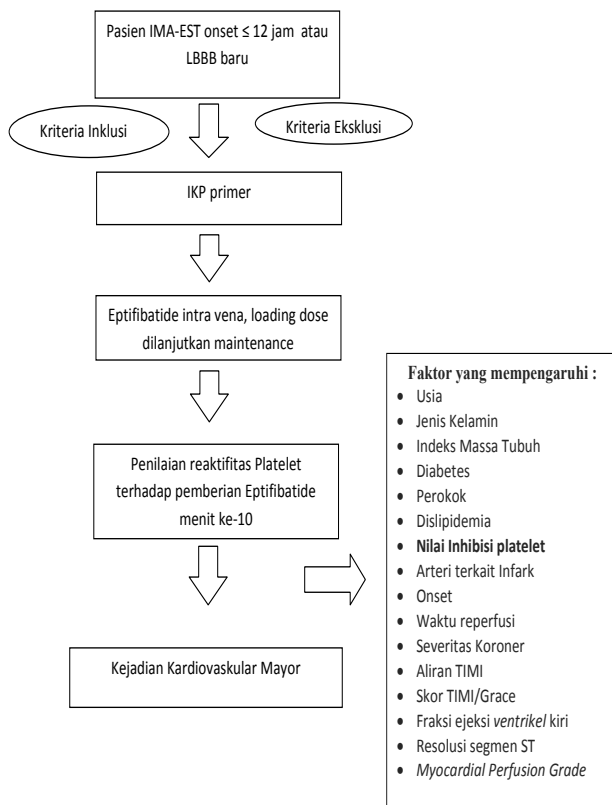 Pasien IMA-EST onset ≤ 12 jam atau
LBBB baru
Kriteria Inklusi
Kriteria Eksklusi
IKP primer
Eptifibatide intra vena, loading dose
dilanjutkan maintenance
Penilaian reaktifitas Platelet
terhadap pemberian Eptifibatide
menit ke-10
Kejadian Kardiovaskular Mayor
Faktor yang mempengaruhi :
• Usia
• Jenis Kelamin
• Indeks Massa Tubuh
• Diabetes
• Perokok
• Dislipidemia
• Nilai Inhibisi platelet
• Arteri terkait Infark
• Onset
• Waktu reperfusi
• Severitas Koroner
• Aliran TIMI
• Skor TIMI/Grace
• Fraksi ejeksi ventrikel kiri
• Resolusi segmen ST
• Myocardial Perfusion Grade